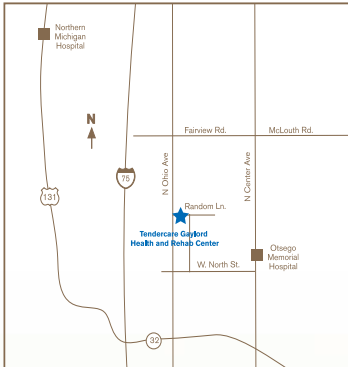 Northern
Michigan
Hospital
N
Fairview Rd.
McLouth Rd.
N Ohio Ave
N Center Ave
75
131
Random Ln.
Tendercare Gaylord
Health and Rehab Center
Otsego
Memorial
Hospital
W. North St.
32